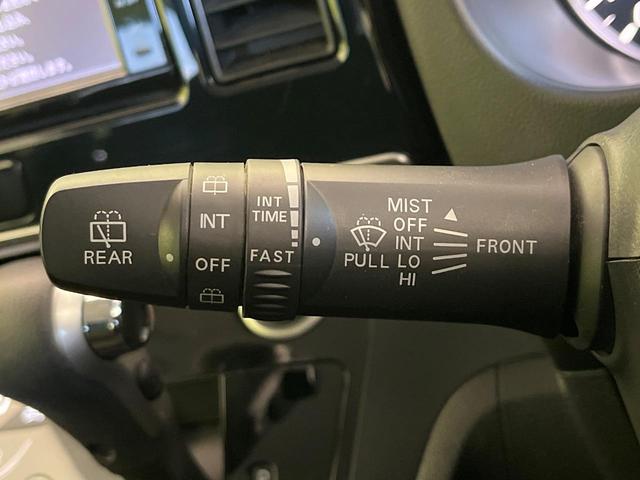 REAR
INT
OFF
INT
TIME
FAST
PULL
MIST
OFF
INT
LO
HI
FRONT